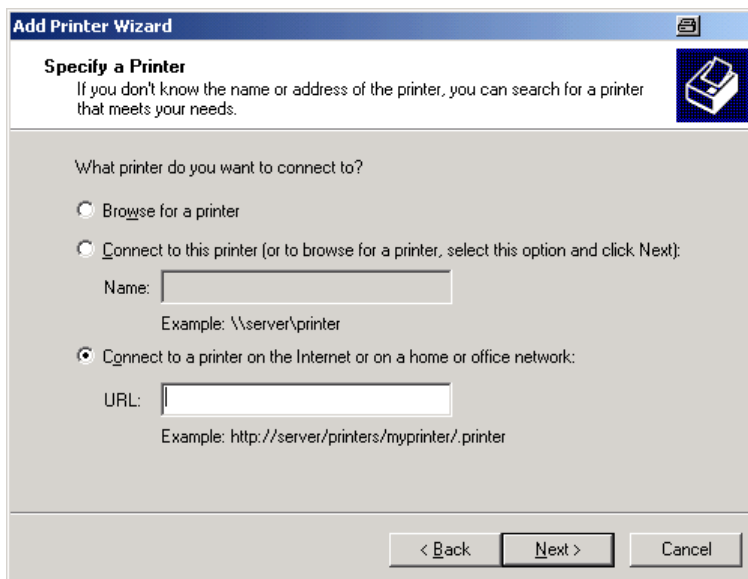 Add Printer Wizard
Specify a Printer
If you don't know the name or address of the printer, you can search for a printer
that meets your needs.
What printer do you want to connect to?
Browse for a printer
Connect to this printer (or to browse for a printer, select this option and click Next):
Name:
Example: \\server\printer
Connect to a printer on the Internet or on a home or office network:
URL:
Example: http://server/printers/myprinter/.printer
< Back Next > Cancel